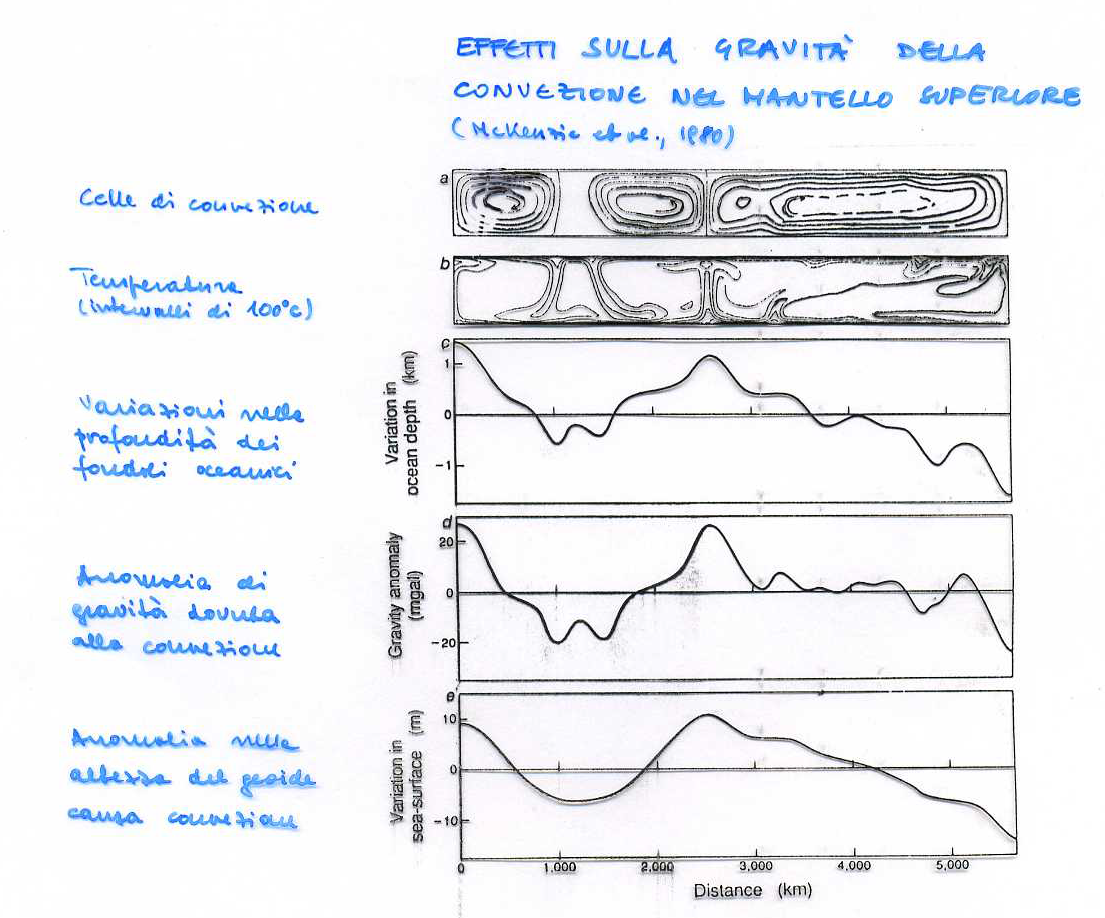 EFFETTI SULLA GRAVITÀ DELLA
CONVEZIONE NEL MANTELLO SUPERIORE
(McKenzie et al., 1980)
Celle di convezione
a
Temperatura
(intervalli di 100°C)
b
Variazioni nelle
profondità dei
fondali oceanici
c
Variation in
ocean depth (km)
1
0
-1
Anomalia di
gravità dovuta
alla convezione
d
Gravity anomaly
(mgal)
20
0
-20
Anomalia nelle
altezza del geoide
causa convezione
e
Variation in
sea-surface (m)
10
0
-10
0 1,000 2,000 3,000 4,000 5,000
Distance (km)